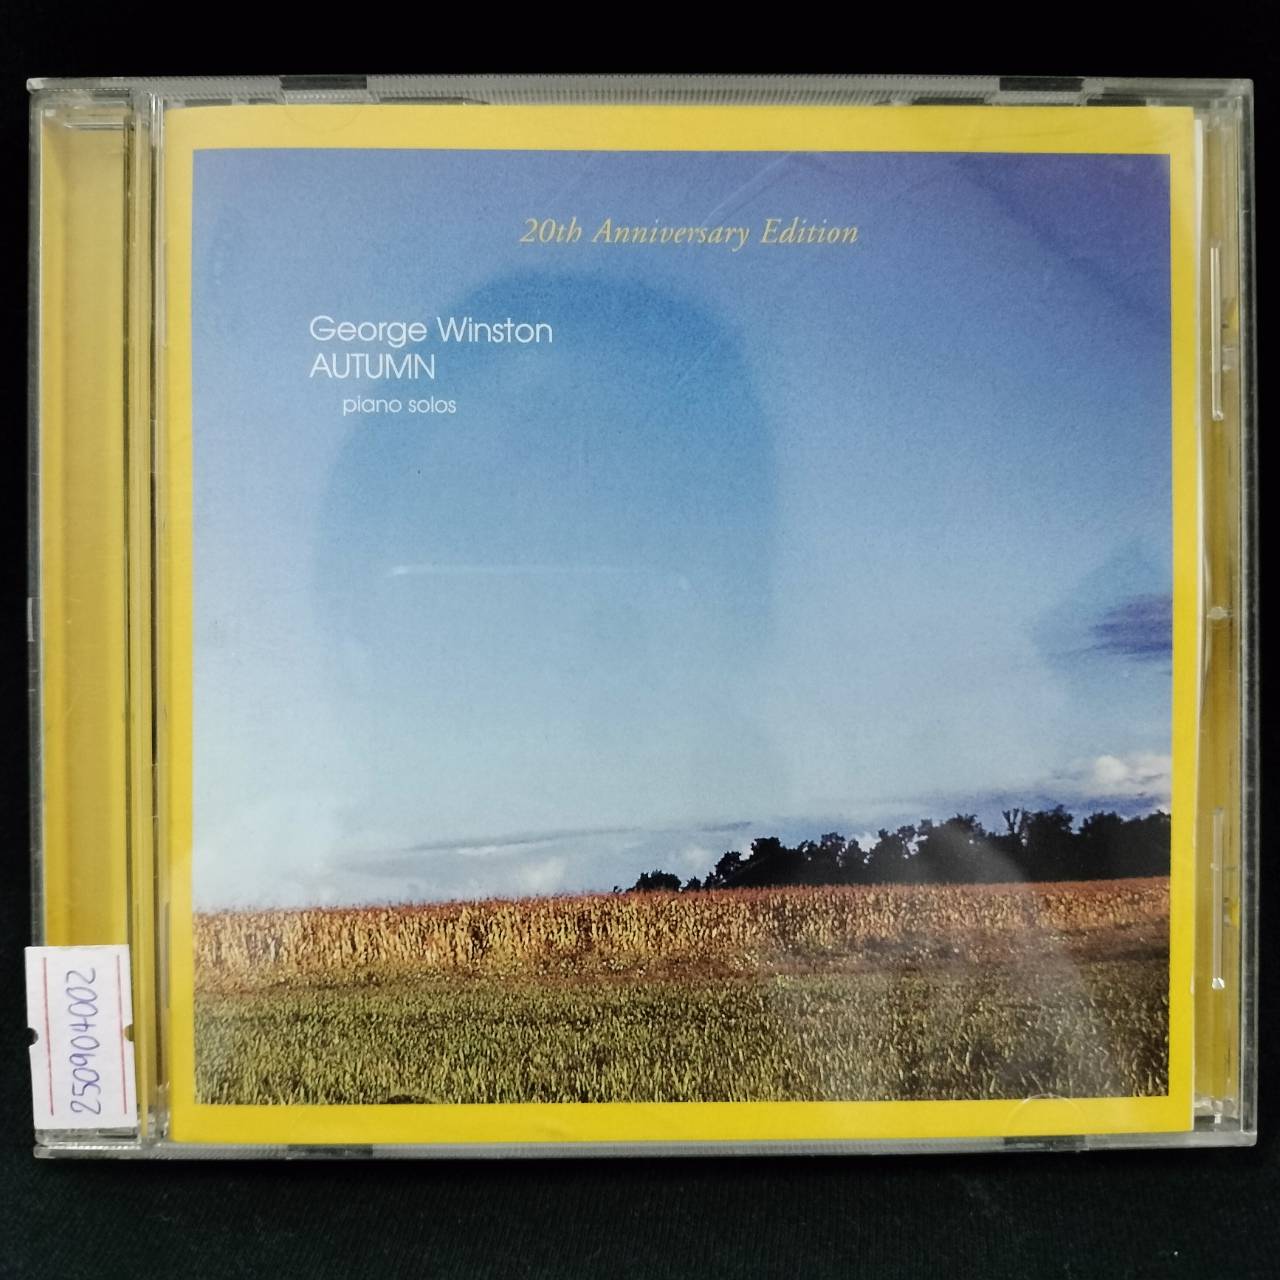 20th Anniversary Edition
George Winston
AUTUMN
piano solos
250904002